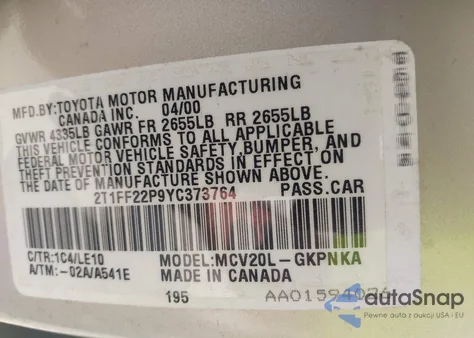 MFD.BY:TOYOTA MOTOR MANUFACTURING
CANADA INC. 04/00
GVWR 4335LB GAWR FR 2655LB RR 2655LB
THIS VEHICLE CONFORMS TO ALL APPLICABLE
FEDERAL MOTOR VEHICLE SAFETY,BUMPER, AND
THEFT PREVENTION STANDARDS IN EFFECT ON
THE DATE OF MANUFACTURE SHOWN ABOVE.
2T1FF22P9YC373764 PASS.CAR
C/TR:1C4/LE10 MODEL:MCV20L-GKPNKA
A/TM:-02A/A541E MADE IN CANADA
195
autaSnap
Pewne auta z aukcji USA i EU